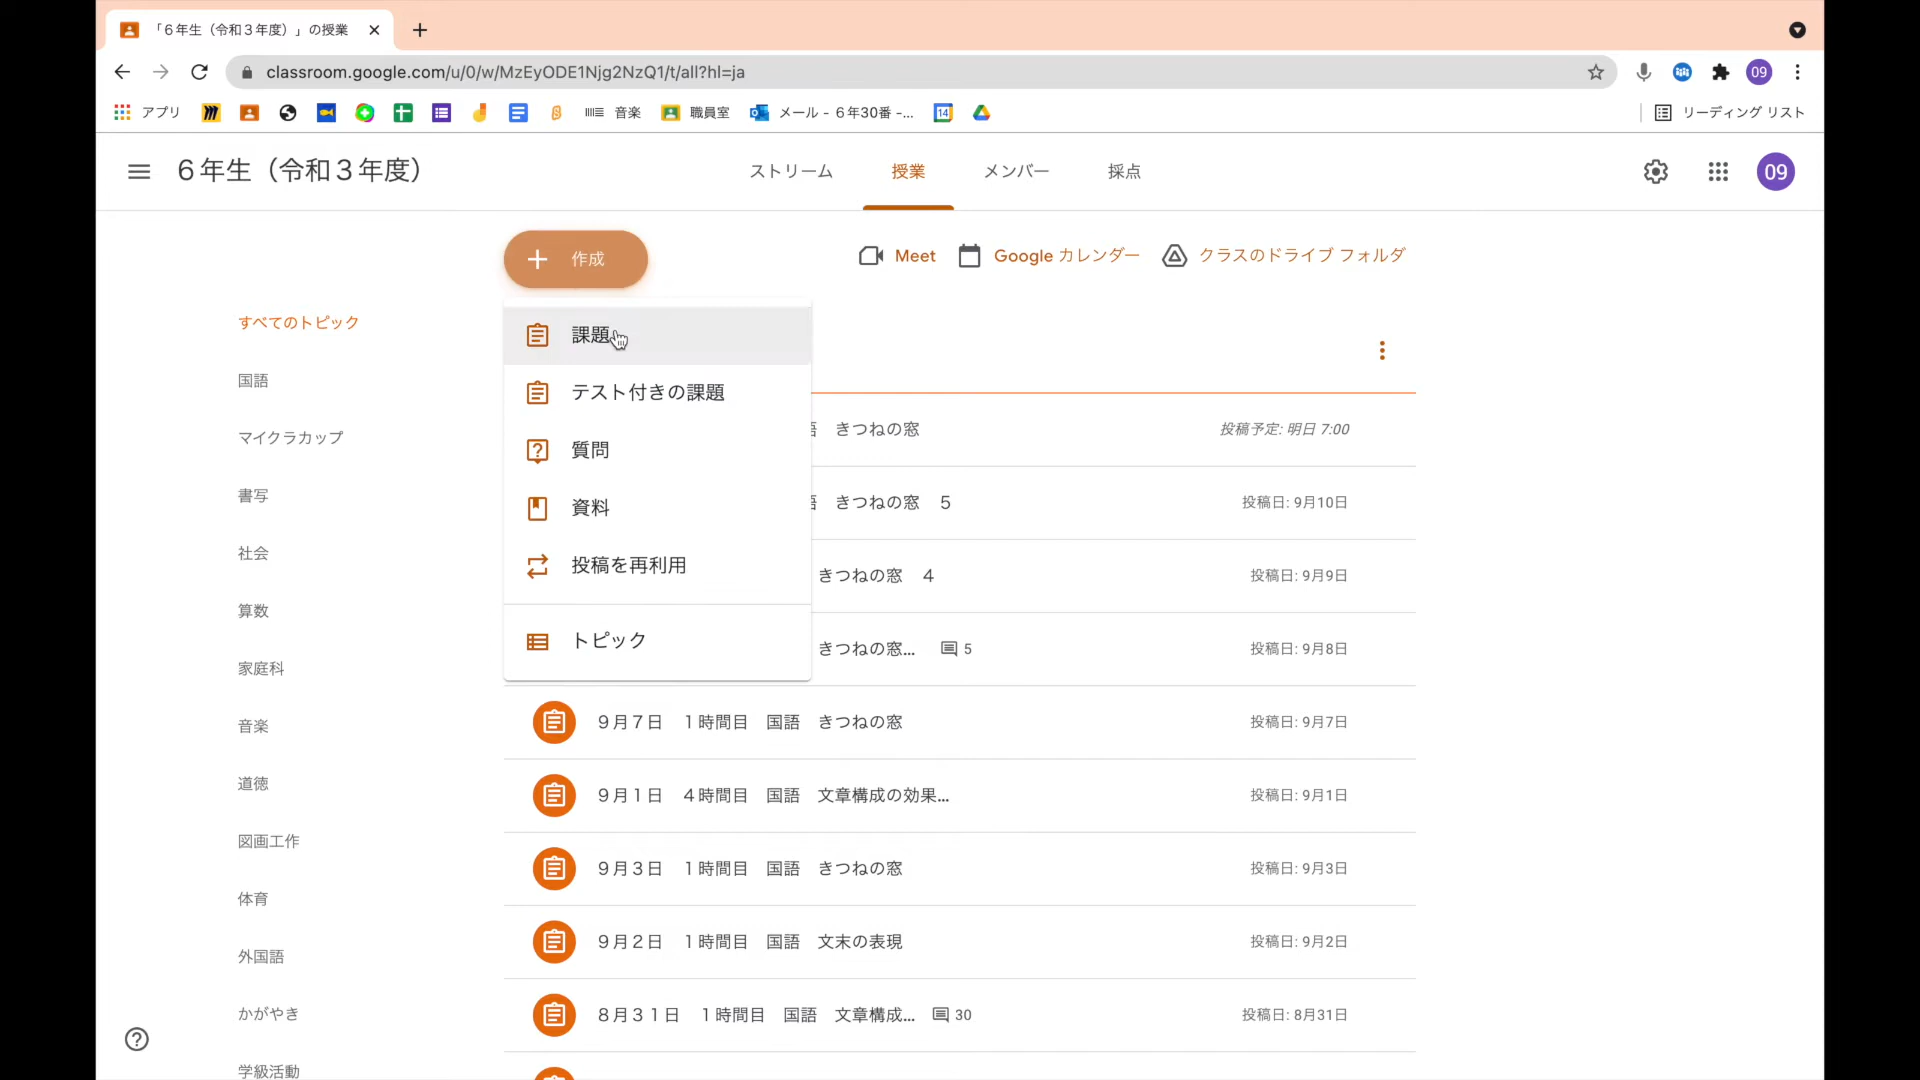 「６年生（令和３年度）」の授業
classroom.google.com/u/0/w/MzEyODE1Njg2NzQ1/t/all?hl=ja
09
アプリ
音楽
職員室
メール - ６年30番 -...
14
リーディング リスト
６年生（令和３年度）
ストリーム
授業
メンバー
採点
09
作成
Meet
Google カレンダー
クラスのドライブ フォルダ
すべてのトピック
国語
マイクラカップ
書写
社会
算数
家庭科
音楽
道徳
図画工作
体育
外国語
かがやき
学級活動
課題
テスト付きの課題
質問
資料
投稿を再利用
トピック
きつねの窓 投稿予定: 明日 7:00
きつねの窓　5 投稿日: 9月10日
きつねの窓　４ 投稿日: 9月9日
きつねの窓... 5 投稿日: 9月8日
９月７日　１時間目　国語　きつねの窓 投稿日: 9月7日
９月１日　４時間目　国語　文章構成の効果... 投稿日: 9月1日
９月３日　１時間目　国語　きつねの窓 投稿日: 9月3日
９月２日　１時間目　国語　文末の表現 投稿日: 9月2日
８月３１日　１時間目　国語　文章構成... 30 投稿日: 8月31日